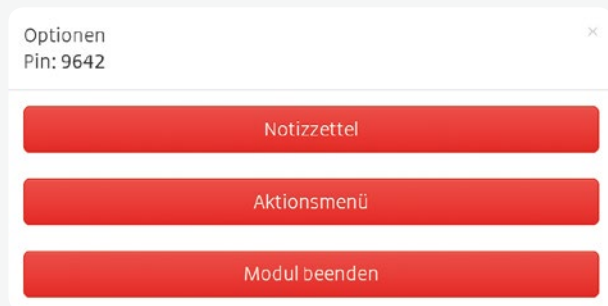 Optionen
Pin: 9642
Notizzettel
Aktionsmenü
Modul beenden